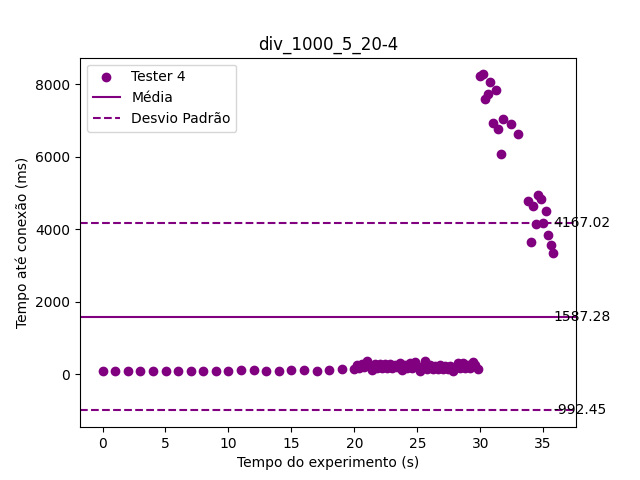 div_1000_5_20-4
Tester 4
Média
Desvio Padrão
Tempo até conexão (ms)
8000
6000
4000
2000
0
4167.02
1587.28
992.45
0 5 10 15 20 25 30 35
Tempo do experimento (s)